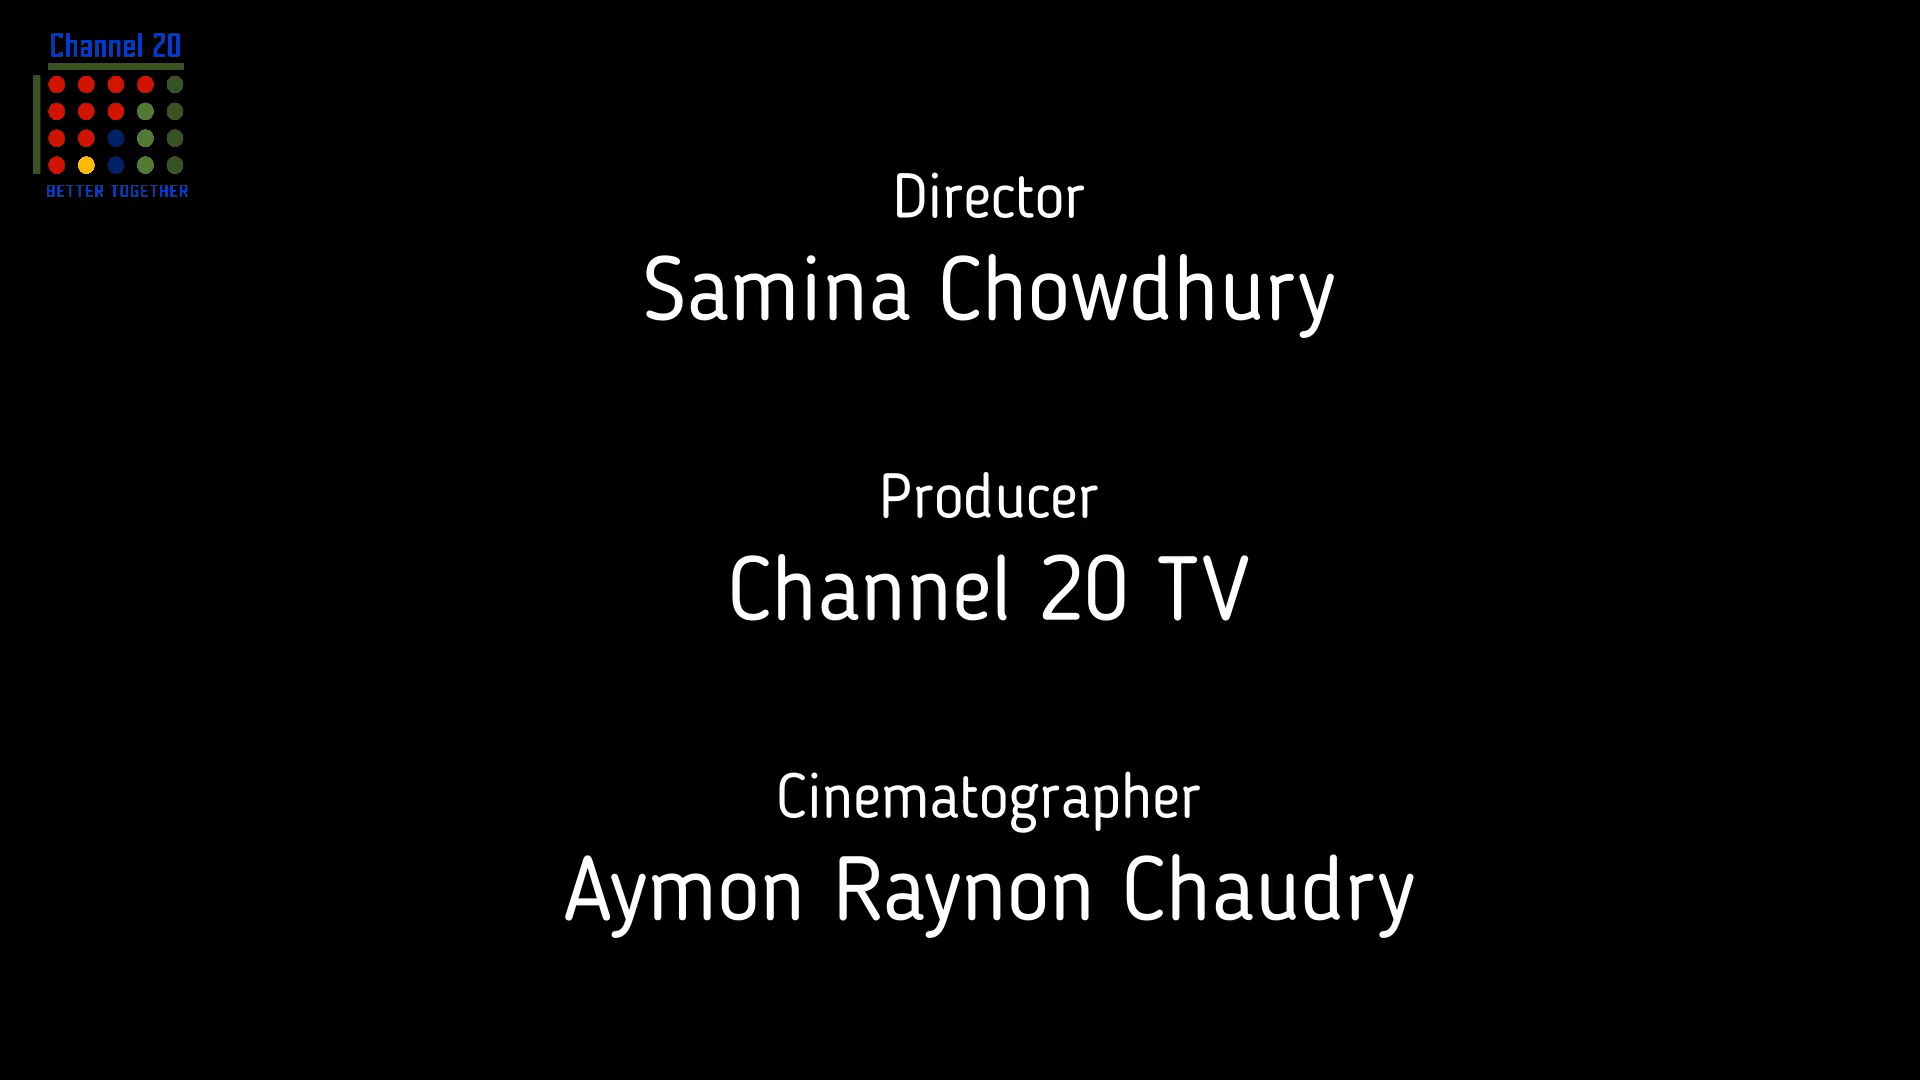 Channel 20
BETTER TOGETHER
Director
Samina Chowdhury
Producer
Channel 20 TV
Cinematographer
Aymon Raynon Chaudry